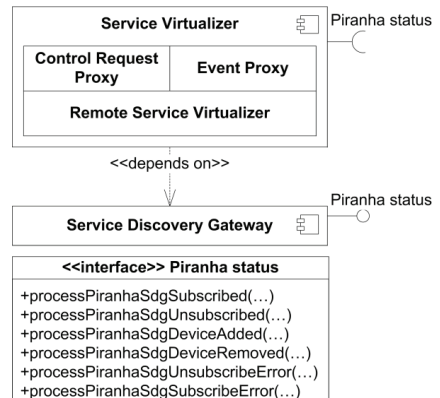 Service Virtualizer
Piranha status
Control Request
Proxy
Event Proxy
Remote Service Virtualizer
<<depends on>>
Piranha status
Service Discovery Gateway
<<interface>> Piranha status
+processPiranhaSdgSubscribed(…)
+processPiranhaSdgUnsubscribed(…)
+processPiranhaSdgDeviceAdded(…)
+processPiranhaSdgDeviceRemoved(…)
+processPiranhaSdgUnsubscribeError(…)
+processPiranhaSdgSubscribeError(…)